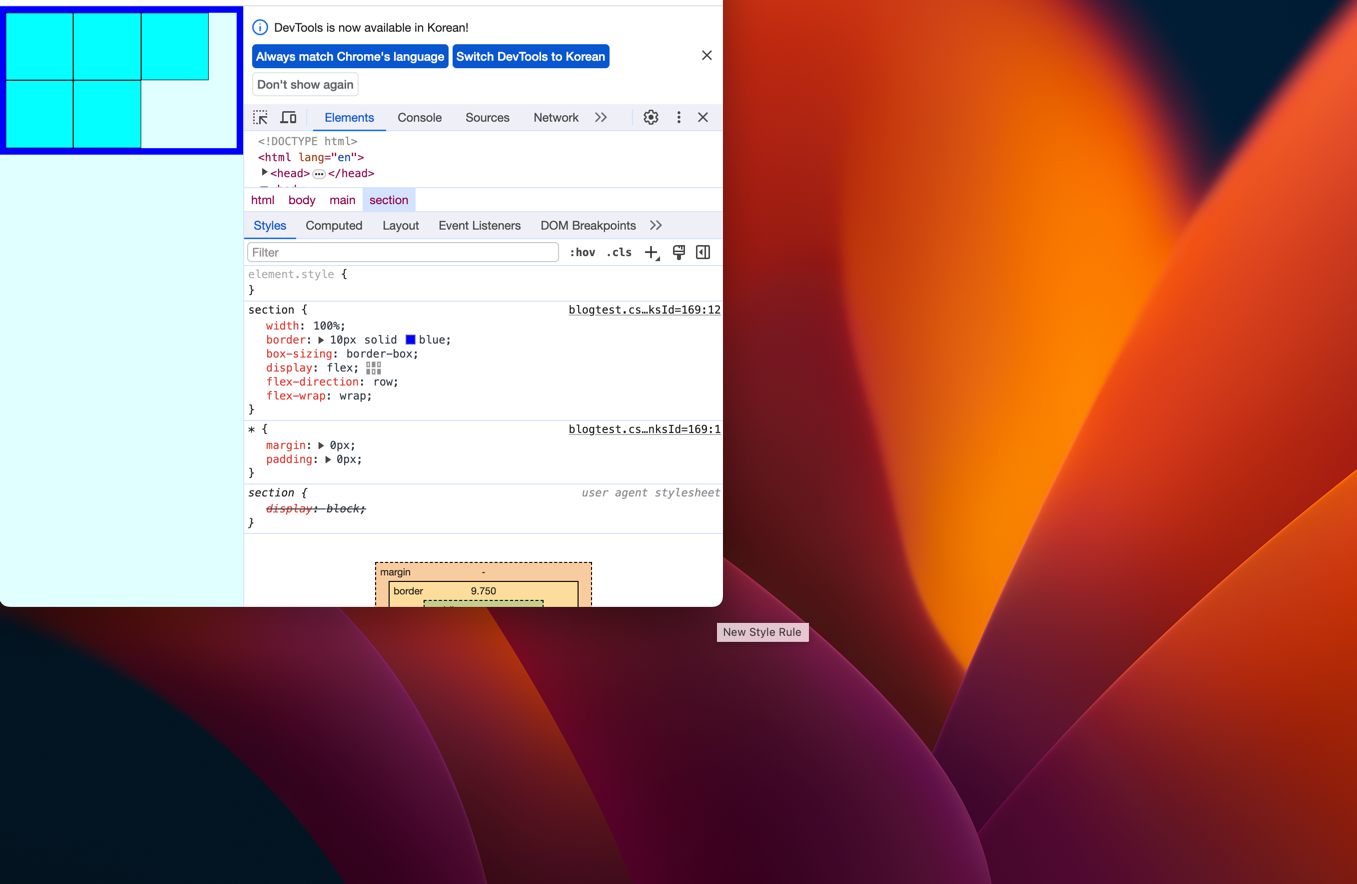 DevTools is now available in Korean!
Always match Chrome's language Switch DevTools to Korean
Don't show again
Elements Console Sources Network
<!DOCTYPE html>
<html lang="en">
<head> </head>
html body main section
Styles Computed Layout Event Listeners DOM Breakpoints
Filter :hov .cls
element.style {
}
section { blogtest.cs…ksId=169:12
width: 100%;
border: 10px solid blue;
box-sizing: border-box;
display: flex;
flex-direction: row;
flex-wrap: wrap;
}
* { blogtest.cs…nksId=169:1
margin: 0px;
padding: 0px;
}
section { user agent stylesheet
display: block;
}
margin -
border 9.750
New Style Rule